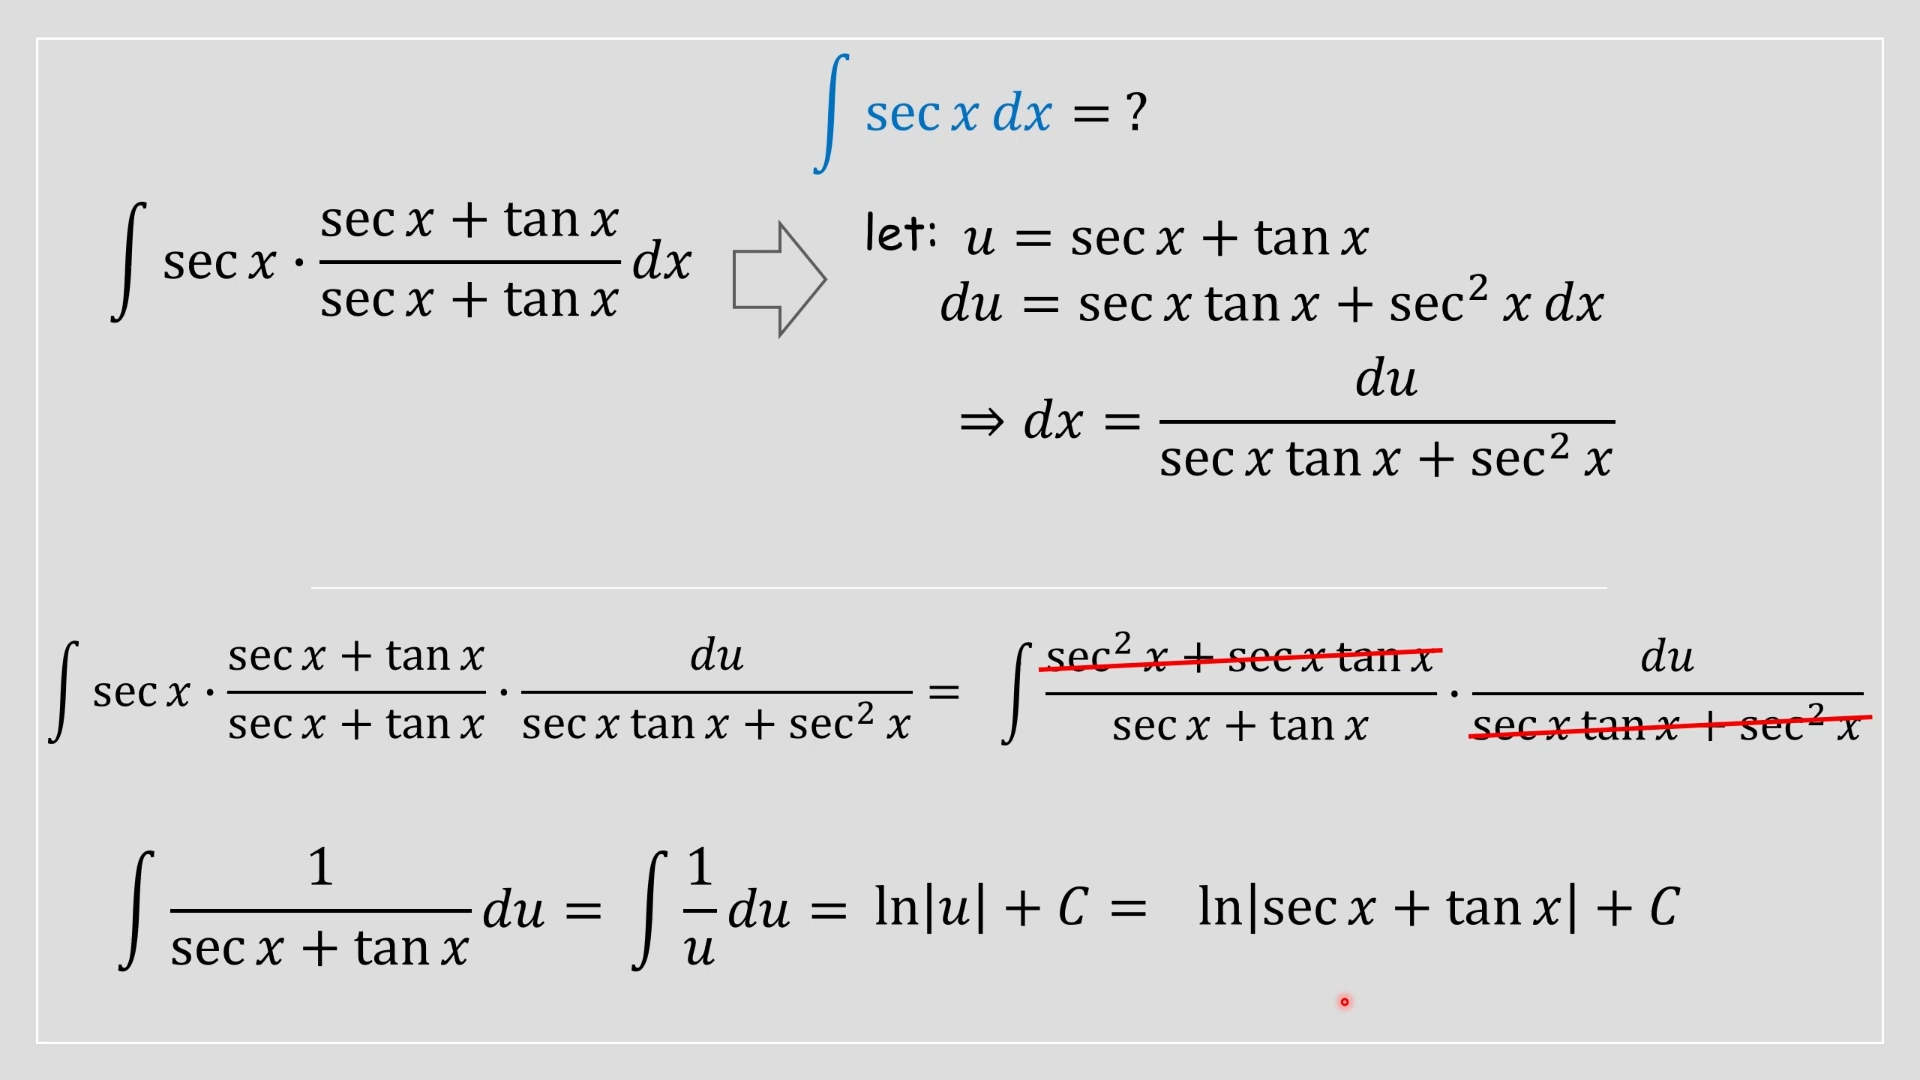 ∫ sec x dx = ?
∫ sec x · (sec x + tan x)/(sec x + tan x) dx
let: u = sec x + tan x
du = sec x tan x + sec² x dx
⇒ dx = du/(sec x tan x + sec² x)
∫ sec x · (sec x + tan x)/(sec x + tan x) · du/(sec x tan x + sec² x) = ∫ (sec² x + sec x tan x)/(sec x + tan x) · du/(sec x tan x + sec² x)
∫ 1/(sec x + tan x) du = ∫ 1/u du = ln|u| + C = ln|sec x + tan x| + C